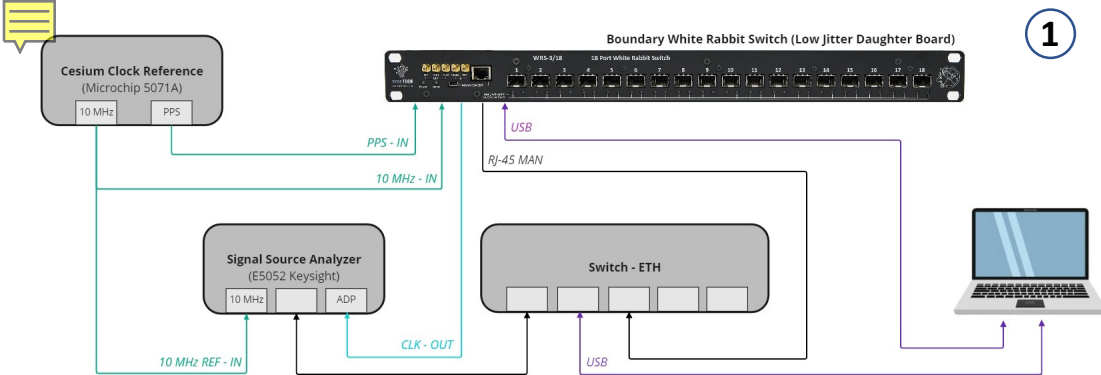 Boundary White Rabbit Switch (Low Jitter Daughter Board)
1
Cesium Clock Reference
(Microchip 5071A)
10 MHz
PPS
WRS-3/18
18 Port White Rabbit Switch
1 2 3 4 5 6 7 8 9 10 11 12 13 14 15 16 17 18
PPS - IN
10 MHz - IN
USB
RJ-45 MAN
Signal Source Analyzer
(E5052 Keysight)
10 MHz
ADP
Switch - ETH
CLK - OUT
10 MHz REF - IN
USB